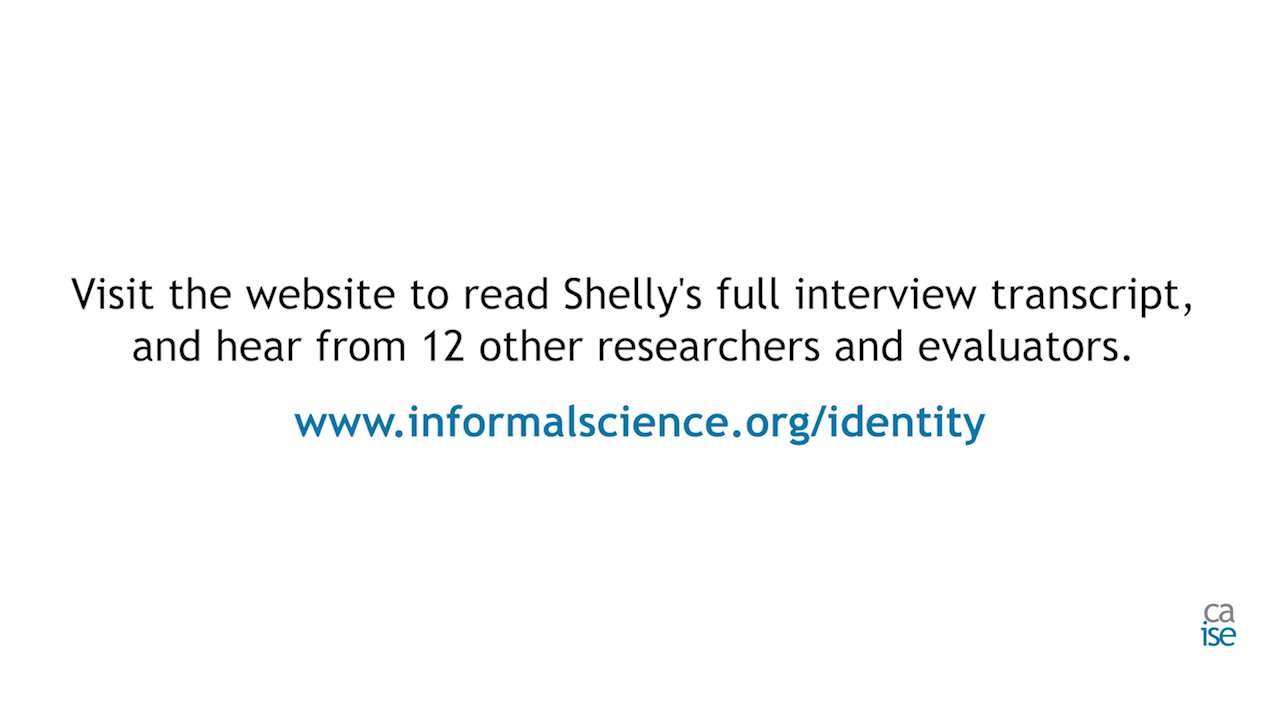 Visit the website to read Shelly's full interview transcript,
and hear from 12 other researchers and evaluators.
www.informalscience.org/identity
ca
ise